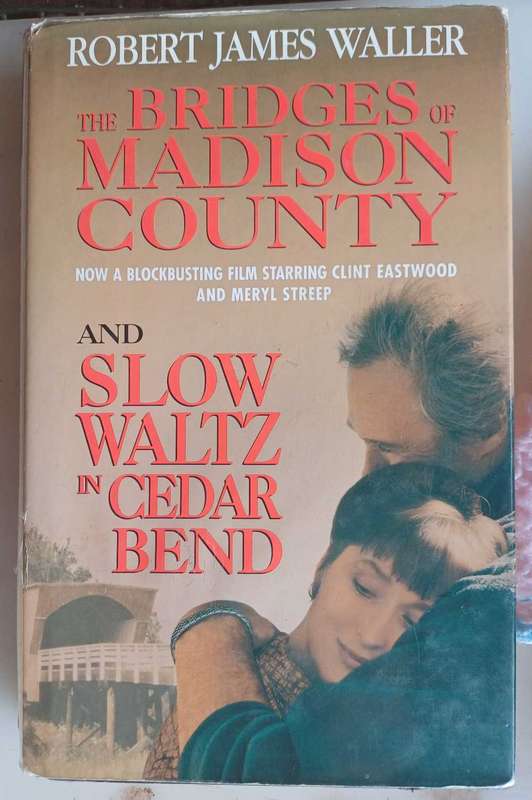 ROBERT JAMES WALLER
THE BRIDGES OF
MADISON
COUNTY
NOW A BLOCKBUSTING FILM STARRING CLINT EASTWOOD
AND MERYL STREEP
AND
SLOW
WALTZ
IN CEDAR
BEND